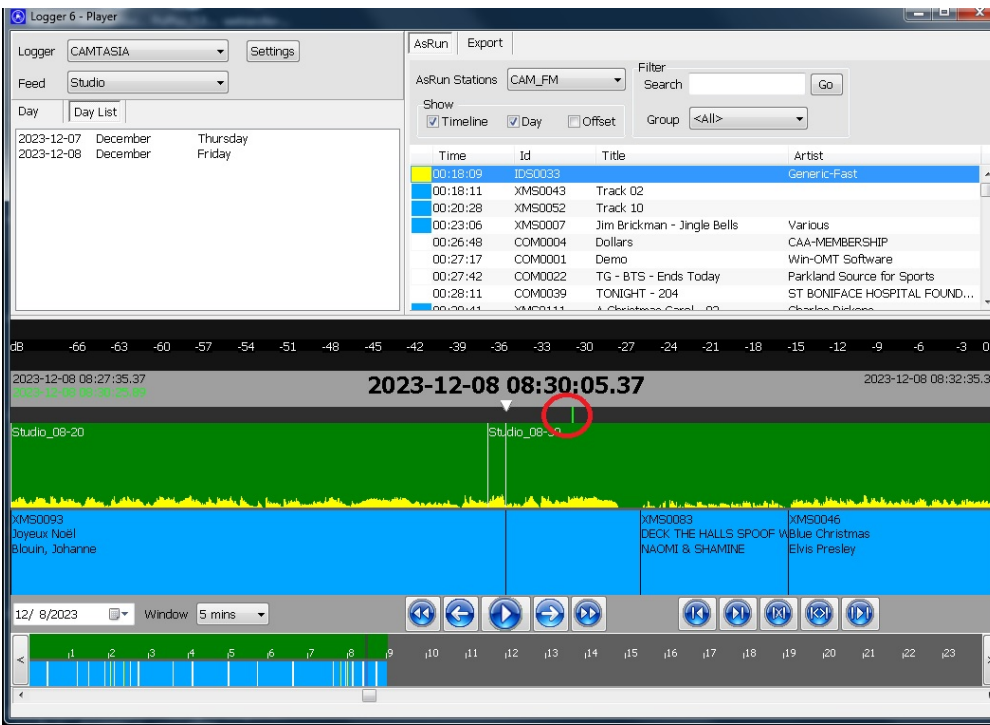 Logger 6 - Player
Logger CAMTASIA Settings
Feed Studio
Day Day List
2023-12-07 December Thursday
2023-12-08 December Friday
AsRun Export
AsRun Stations CAM_FM
Filter
Search Go
Show
Timeline Day Offset
Group <All>
Time Id Title Artist
00:18:09 IDS0033 Generic-Fast
00:18:11 XMS0043 Track 02
00:20:28 XMS0052 Track 10
00:23:06 XMS0007 Jim Brickman - Jingle Bells Various
00:26:48 COM0004 Dollars CAA-MEMBERSHIP
00:27:17 COM0001 Demo Win-OMT Software
00:27:42 COM0022 TG - BTS - Ends Today Parkland Source for Sports
00:28:11 COM0039 TONIGHT - 204 ST BONIFACE HOSPITAL FOUND...
XMS0111 A Christmas Carol - 02 Charles Dickens
dB -66 -63 -60 -57 -54 -51 -48 -45 -42 -39 -36 -33 -30 -27 -24 -21 -18 -15 -12 -9 -6 -3 0
2023-12-08 08:27:35.37
2023-12-08 08:30:05.37
2023-12-08 08:32:35.3
Studio_08-20
Studio_08-30
XMS0093
Joyeux Noël
Blouin, Johanne
XMS0083
DECK THE HALLS SPOOF W
NAOMI & SHAMINE
XMS0046
Blue Christmas
Elvis Presley
12/ 8/2023 Window 5 mins
1 2 3 4 5 6 7 8 9 10 11 12 13 14 15 16 17 18 19 20 21 22 23